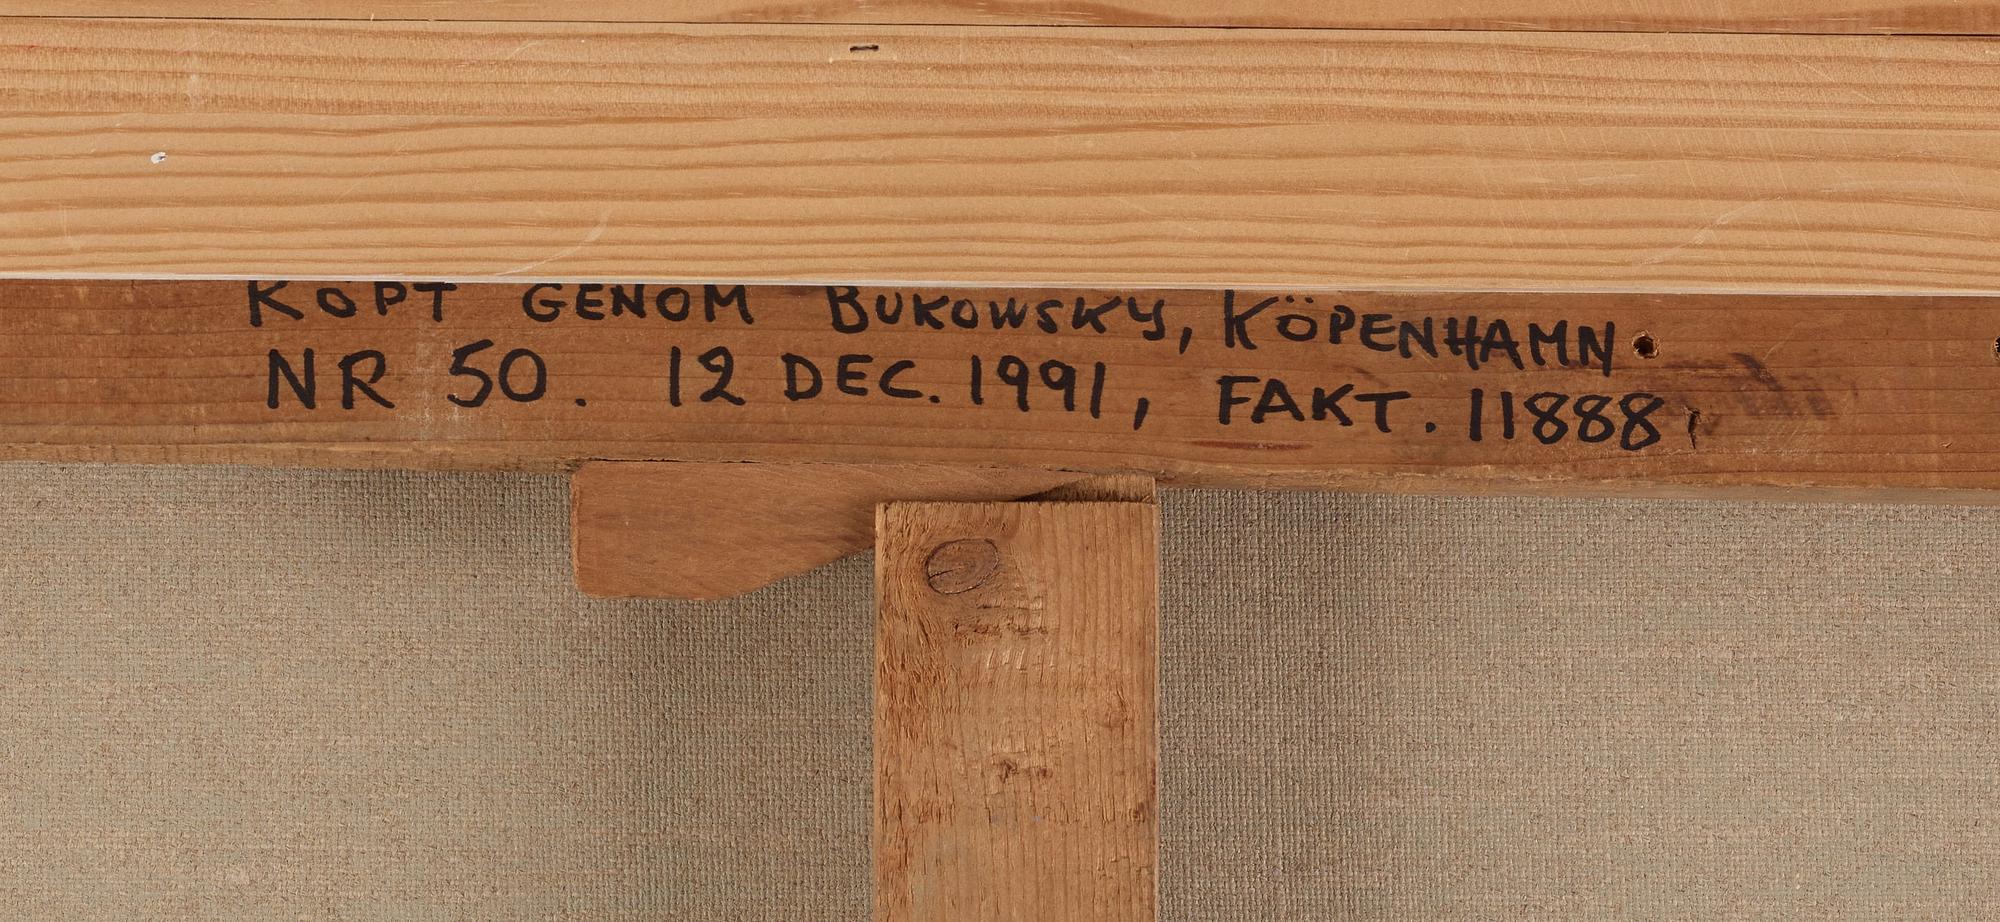 KÖPT GENOM BUKOWSKY, KÖPENHAMN
NR 50. 12 DEC. 1991, FAKT. 11888